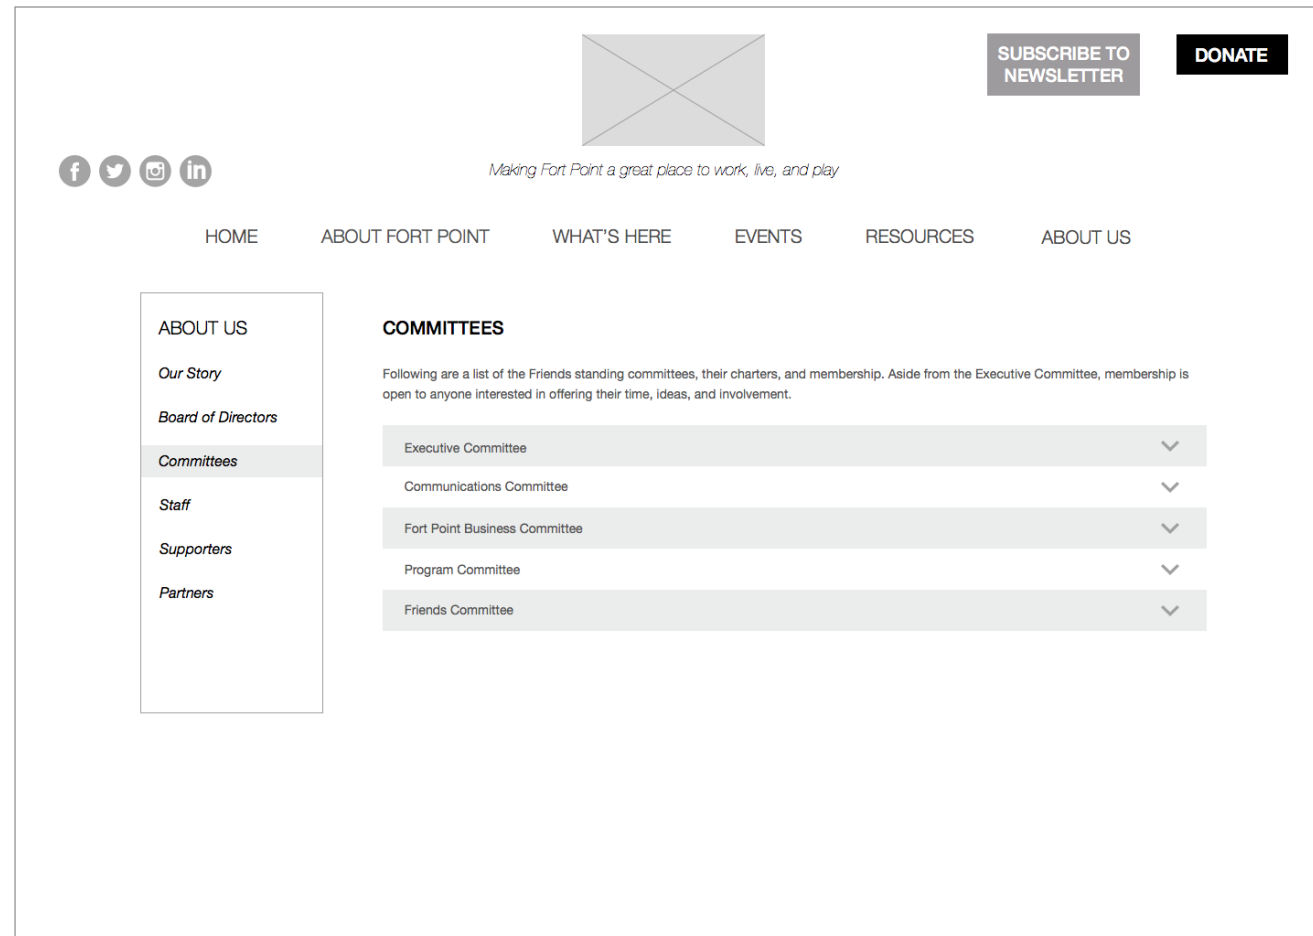 SUBSCRIBE TO
NEWSLETTER
DONATE
Making Fort Point a great place to work, live, and play
HOME
ABOUT FORT POINT
WHAT'S HERE
EVENTS
RESOURCES
ABOUT US
ABOUT US
Our Story
Board of Directors
Committees
Staff
Supporters
Partners
COMMITTEES
Following are a list of the Friends standing committees, their charters, and membership. Aside from the Executive Committee, membership is
open to anyone interested in offering their time, ideas, and involvement.
Executive Committee
Communications Committee
Fort Point Business Committee
Program Committee
Friends Committee